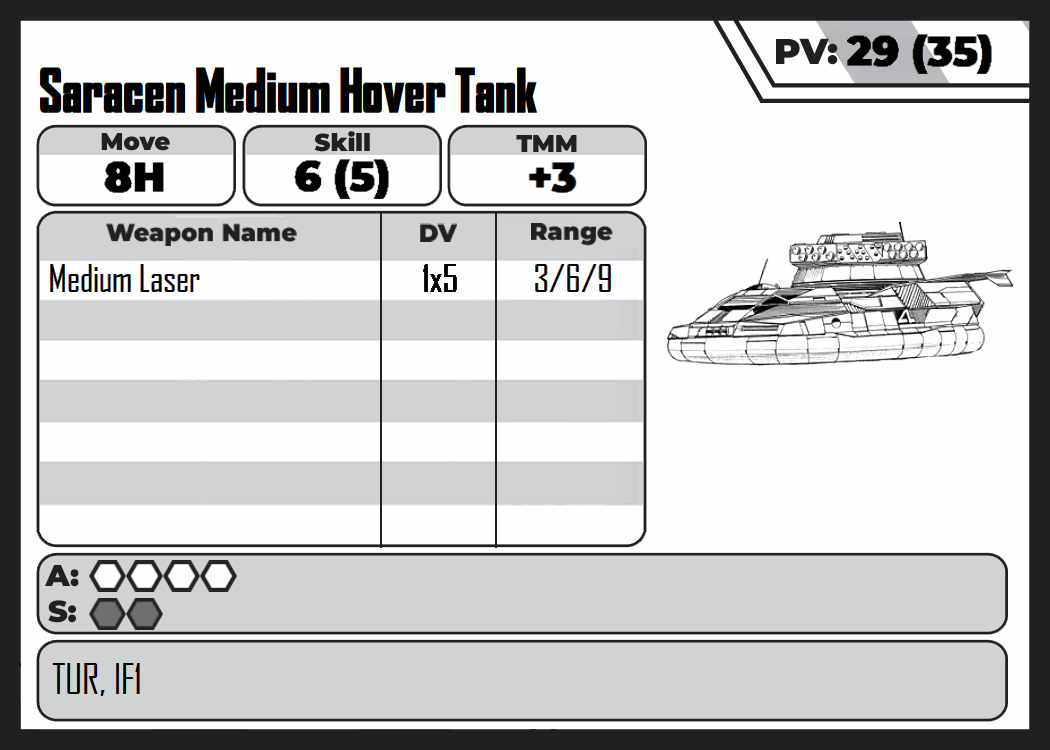 PV: 29 (35)
Saracen Medium Hover Tank
Move Skill TMM
8H 6 (5) +3
Weapon Name DV Range
Medium Laser 1x5 3/6/9
A:
S:
TUR, IF1